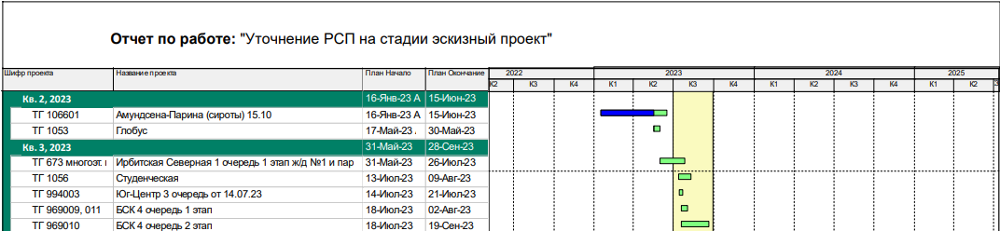 Отчет по работе: "Уточнение РСП на стадии эскизный проект"
Шифр проекта Название проекта План Начало План Окончание 2022 2023 2024 2025
К2 К3 К4 К1 К2 К3 К4 К1 К2 К3 К4 К1 К2
Кв. 2, 2023 16-Янв-23 А 15-Июн-23
ТГ 106601 Амундсена-Парина (сироты) 15.10 16-Янв-23 А 15-Июн-23
ТГ 1053 Глобус 17-Май-23 . 30-Май-23
Кв. 3, 2023 31-Май-23 28-Сен-23
ТГ 673 многоэт. Ирбитская Северная 1 очередь 1 этап ж/д №1 и пар 31-Май-23 26-Июл-23
ТГ 1056 Студенческая 13-Июл-23 09-Авг-23
ТГ 994003 Юг-Центр 3 очередь от 14.07.23 14-Июл-23 21-Июл-23
ТГ 969009, 011 БСК 4 очередь 1 этап 18-Июл-23 02-Авг-23
ТГ 969010 БСК 4 очередь 2 этап 18-Июл-23 19-Сен-23